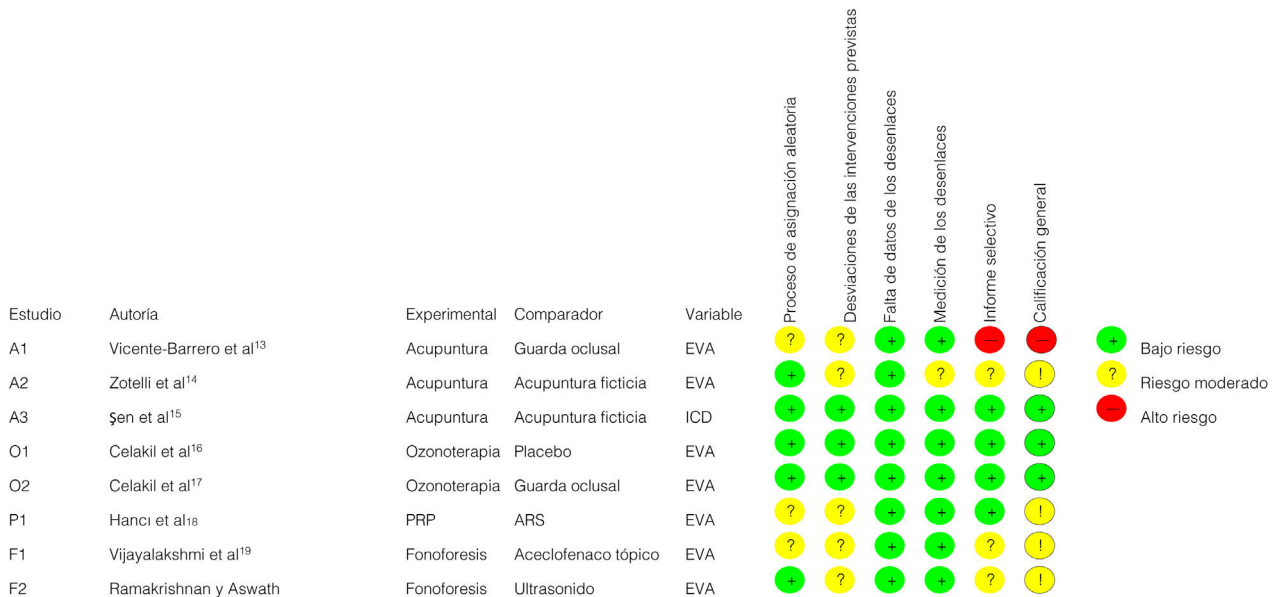 Proceso de asignación aleatoria
Desviaciones de las intervenciones previstas
Falta de datos de los desenlaces
Medición de los desenlaces
Informe selectivo
Calificación general
Estudio Autoría Experimental Comparador Variable
A1 Vicente-Barrero et al13 Acupuntura Guarda oclusal EVA ? ? + + — —
A2 Zotelli et al14 Acupuntura Acupuntura ficticia EVA + ? + ? ? !
A3 Şen et al15 Acupuntura Acupuntura ficticia ICD + + + + + +
O1 Celakil et al16 Ozonoterapia Placebo EVA + + + + + +
O2 Celakil et al17 Ozonoterapia Guarda oclusal EVA + + + + + +
P1 Hancı et al18 PRP ARS EVA ? ? + + + !
F1 Vijayalakshmi et al19 Fonoforesis Aceclofenaco tópico EVA ? ? + + ? !
F2 Ramakrishnan y Aswath Fonoforesis Ultrasonido EVA + ? + + ? !
+ Bajo riesgo
? Riesgo moderado
— Alto riesgo